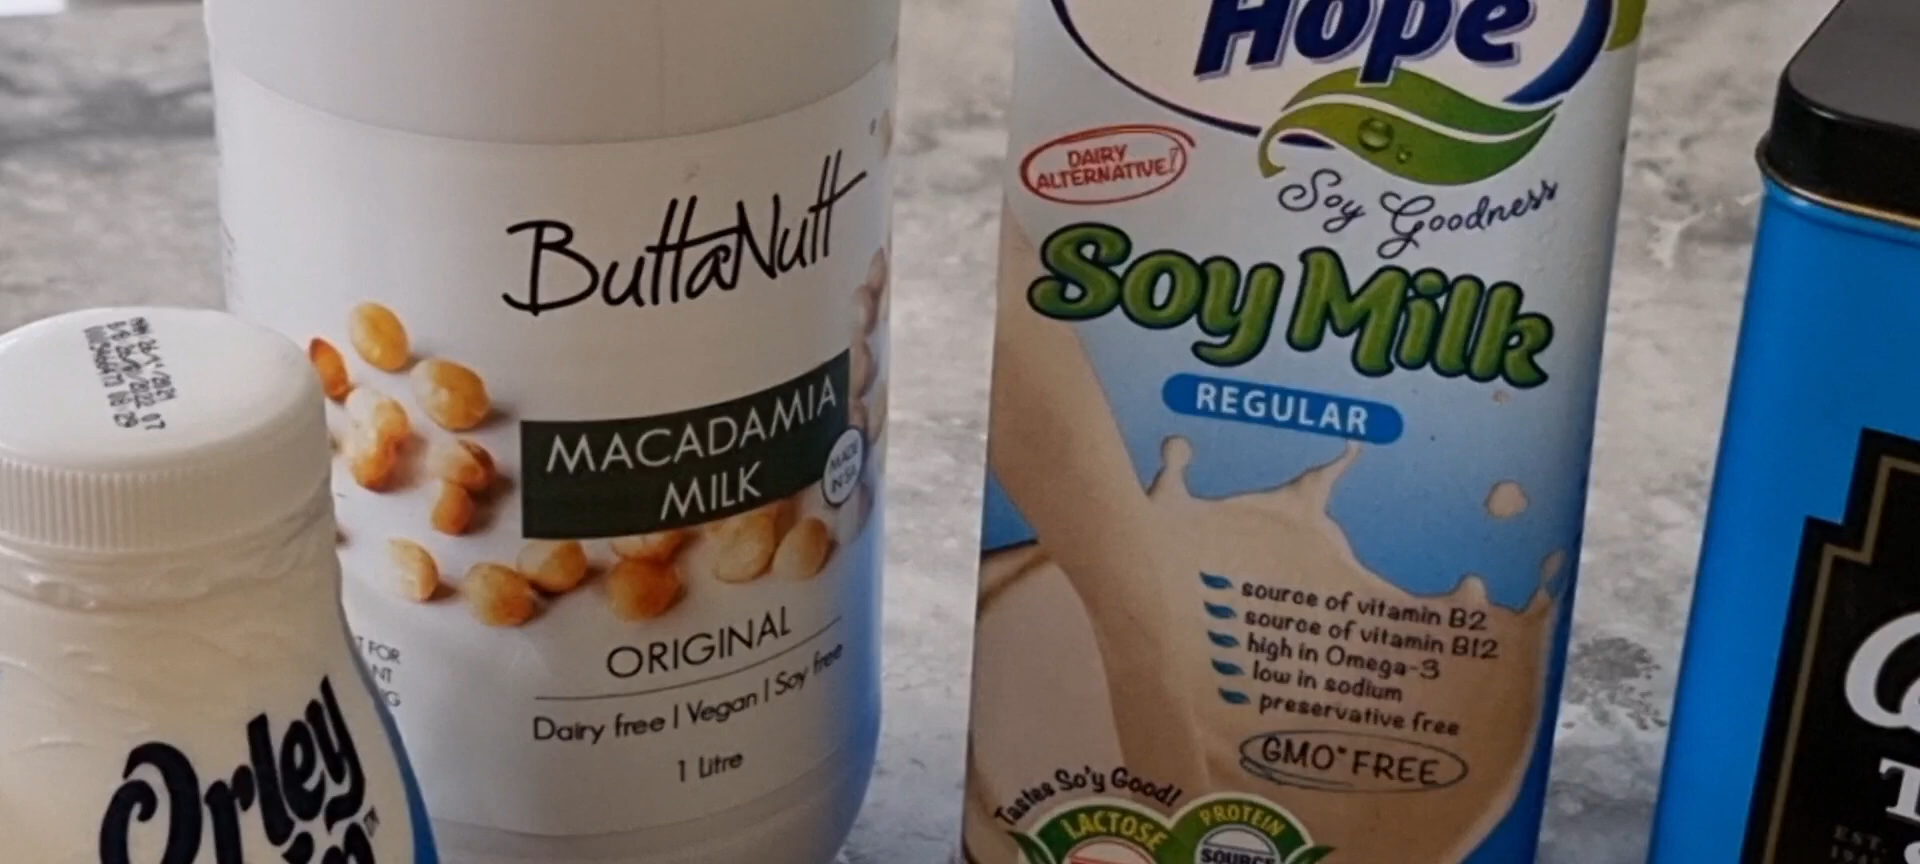 Hope
Soy Goodness
DAIRY
ALTERNATIVE!
Soy Milk
REGULAR
source of vitamin B2
source of vitamin B12
high in Omega-3
low in sodium
preservative free
GMO FREE
Tastes So'y Good!
LACTOSE
PROTEIN
SOURCE
ButtaNutt
MACADAMIA
MILK
MADE
IN SA
ORIGINAL
Dairy free | Vegan | Soy free
1 Litre
FOR
Orley